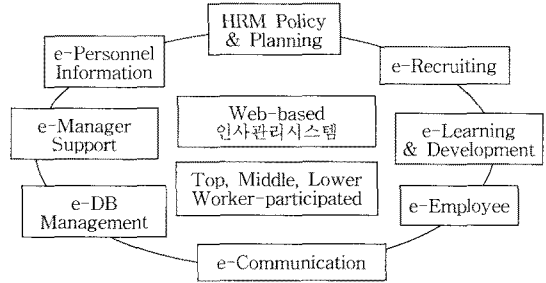 HRM Policy
& Planning
e-Personnel
Information
e-Recruiting
e-Manager
Support
Web-based
인사관리시스템
e-Learning
& Development
Top, Middle, Lower
Worker-participated
e-DB
Management
e-Employee
e-Communication